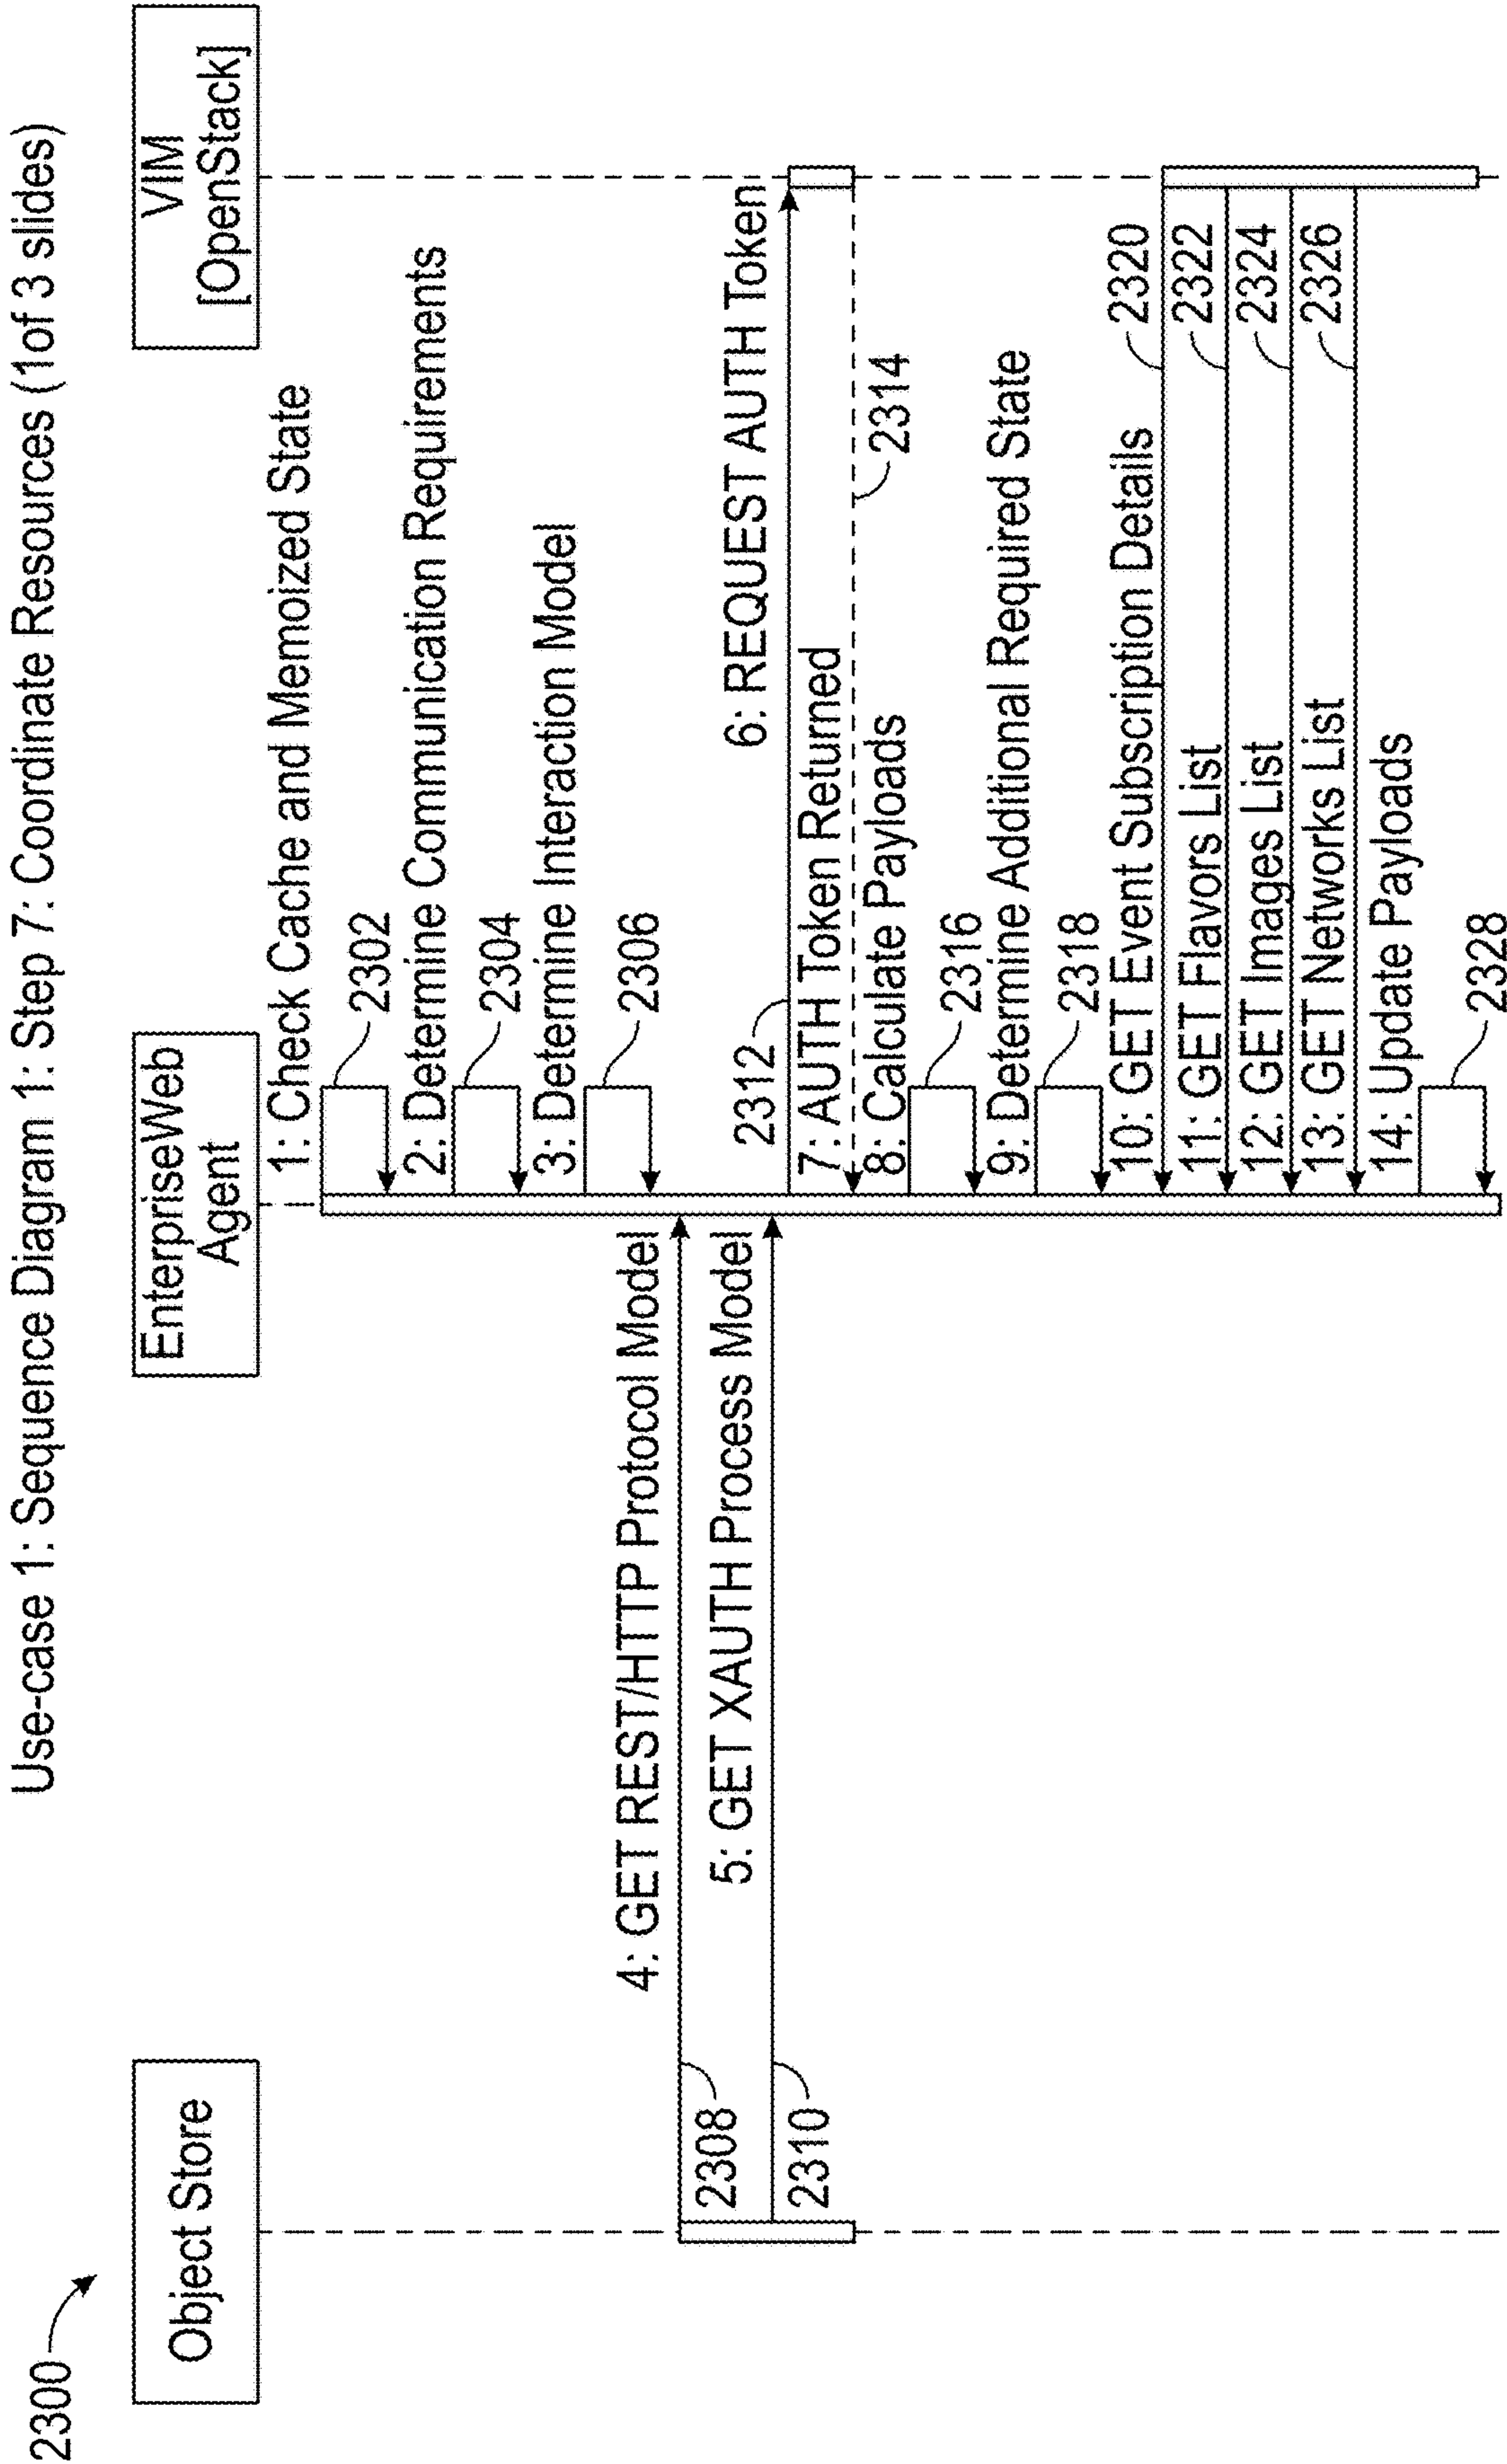 Use-case 1: Sequence Diagram 1: Step 7: Coordinate Resources (1of 3 slides)
2300
Object Store
EnterpriseWeb
Agent
VIM
[OpenStack]
1: Check Cache and Memoized State
2302
2: Determine Communication Requirements
2304
3: Determine Interaction Model
2306
4: GET REST/HTTP Protocol Model
2308
5: GET XAUTH Process Model
2310
6: REQUEST AUTH Token
2312
7: AUTH Token Returned
2314
8: Calculate Payloads
2316
9: Determine Additional Required State
2318
10: GET Event Subscription Details
2320
11: GET Flavors List
2322
12: GET Images List
2324
13: GET Networks List
2326
14: Update Payloads
2328